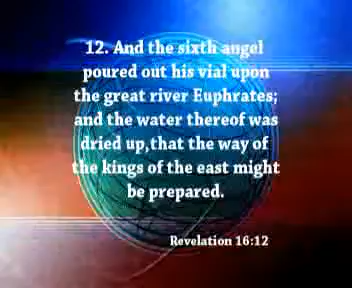 12. And the sixth angel
poured out his vial upon
the great river Euphrates;
and the water thereof was
dried up,that the way of
the kings of the east might
be prepared.
Revelation 16:12